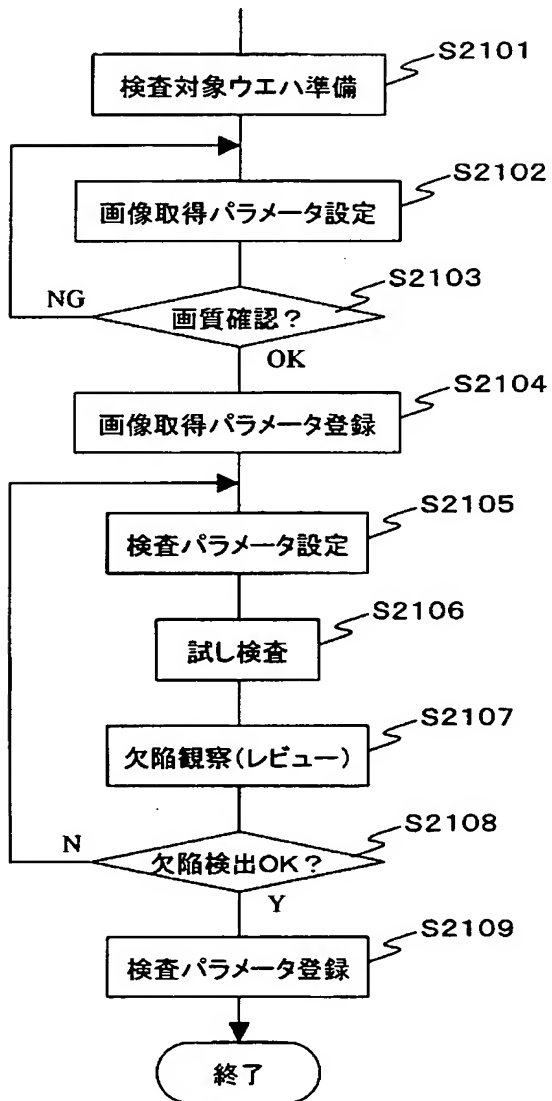 S2101
検査対象ウエハ準備
S2102
画像取得パラメータ設定
S2103
NG
画質確認？
OK
S2104
画像取得パラメータ登録
S2105
検査パラメータ設定
S2106
試し検査
S2107
欠陥観察(レビュー)
S2108
N
欠陥検出OK？
Y
S2109
検査パラメータ登録
終了